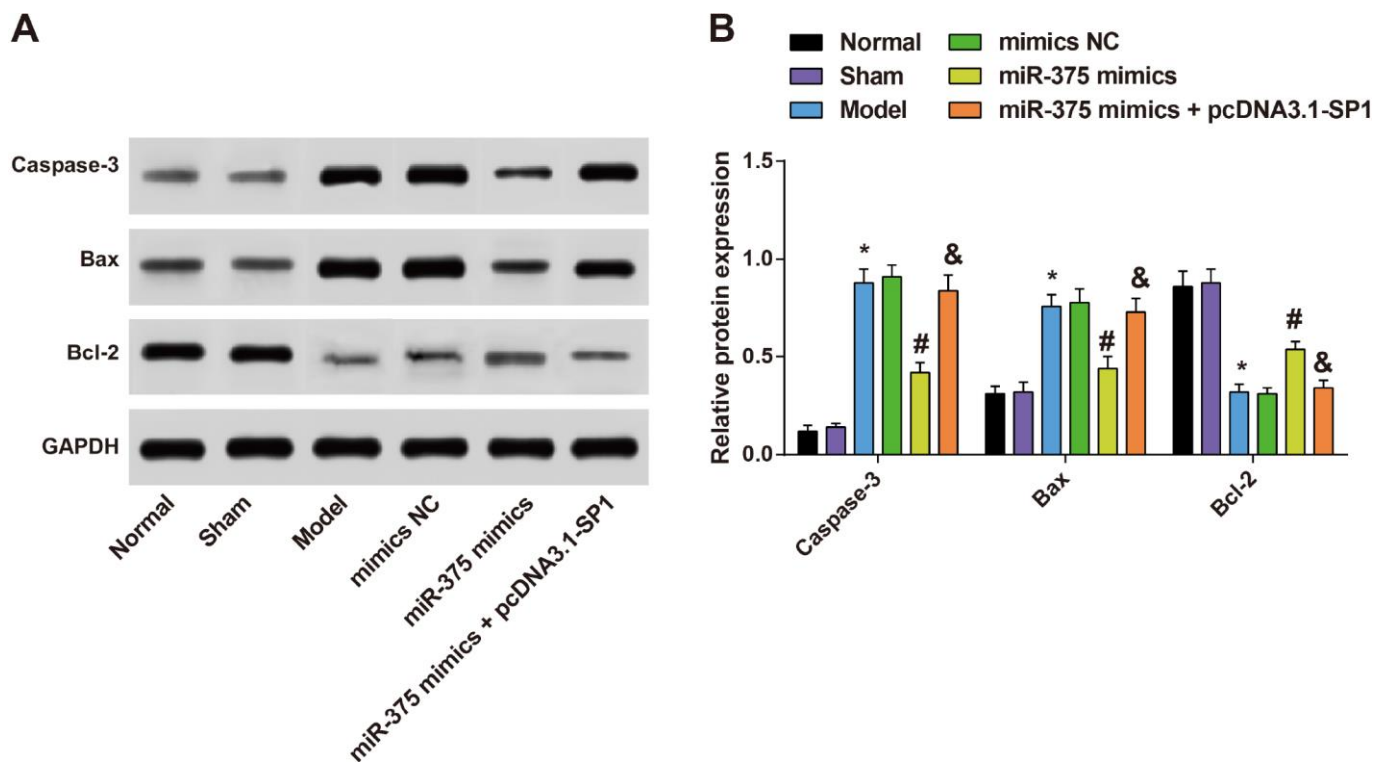 A
Caspase-3
Bax
Bcl-2
GAPDH
Normal
Sham
Model
mimics NC
miR-375 mimics
miR-375 mimics + pcDNA3.1-SP1
B
Normal
Sham
Model
mimics NC
miR-375 mimics
miR-375 mimics + pcDNA3.1-SP1
Relative protein expression
1.5
1.0
0.5
0.0
* # &
* # &
* # &
Caspase-3
Bax
Bcl-2